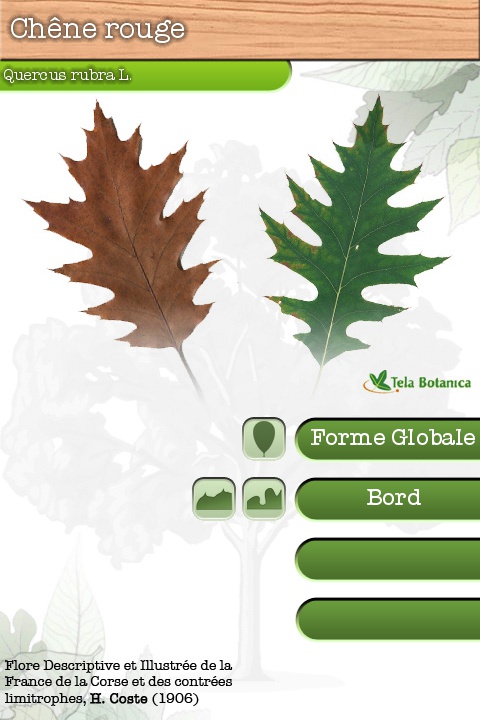 Chêne rouge
Quercus rubra L.
Tela Botanica
Forme Globale
Bord
Flore Descriptive et Illustrée de la
France de la Corse et des contrées
limitrophes, H. Coste (1906)